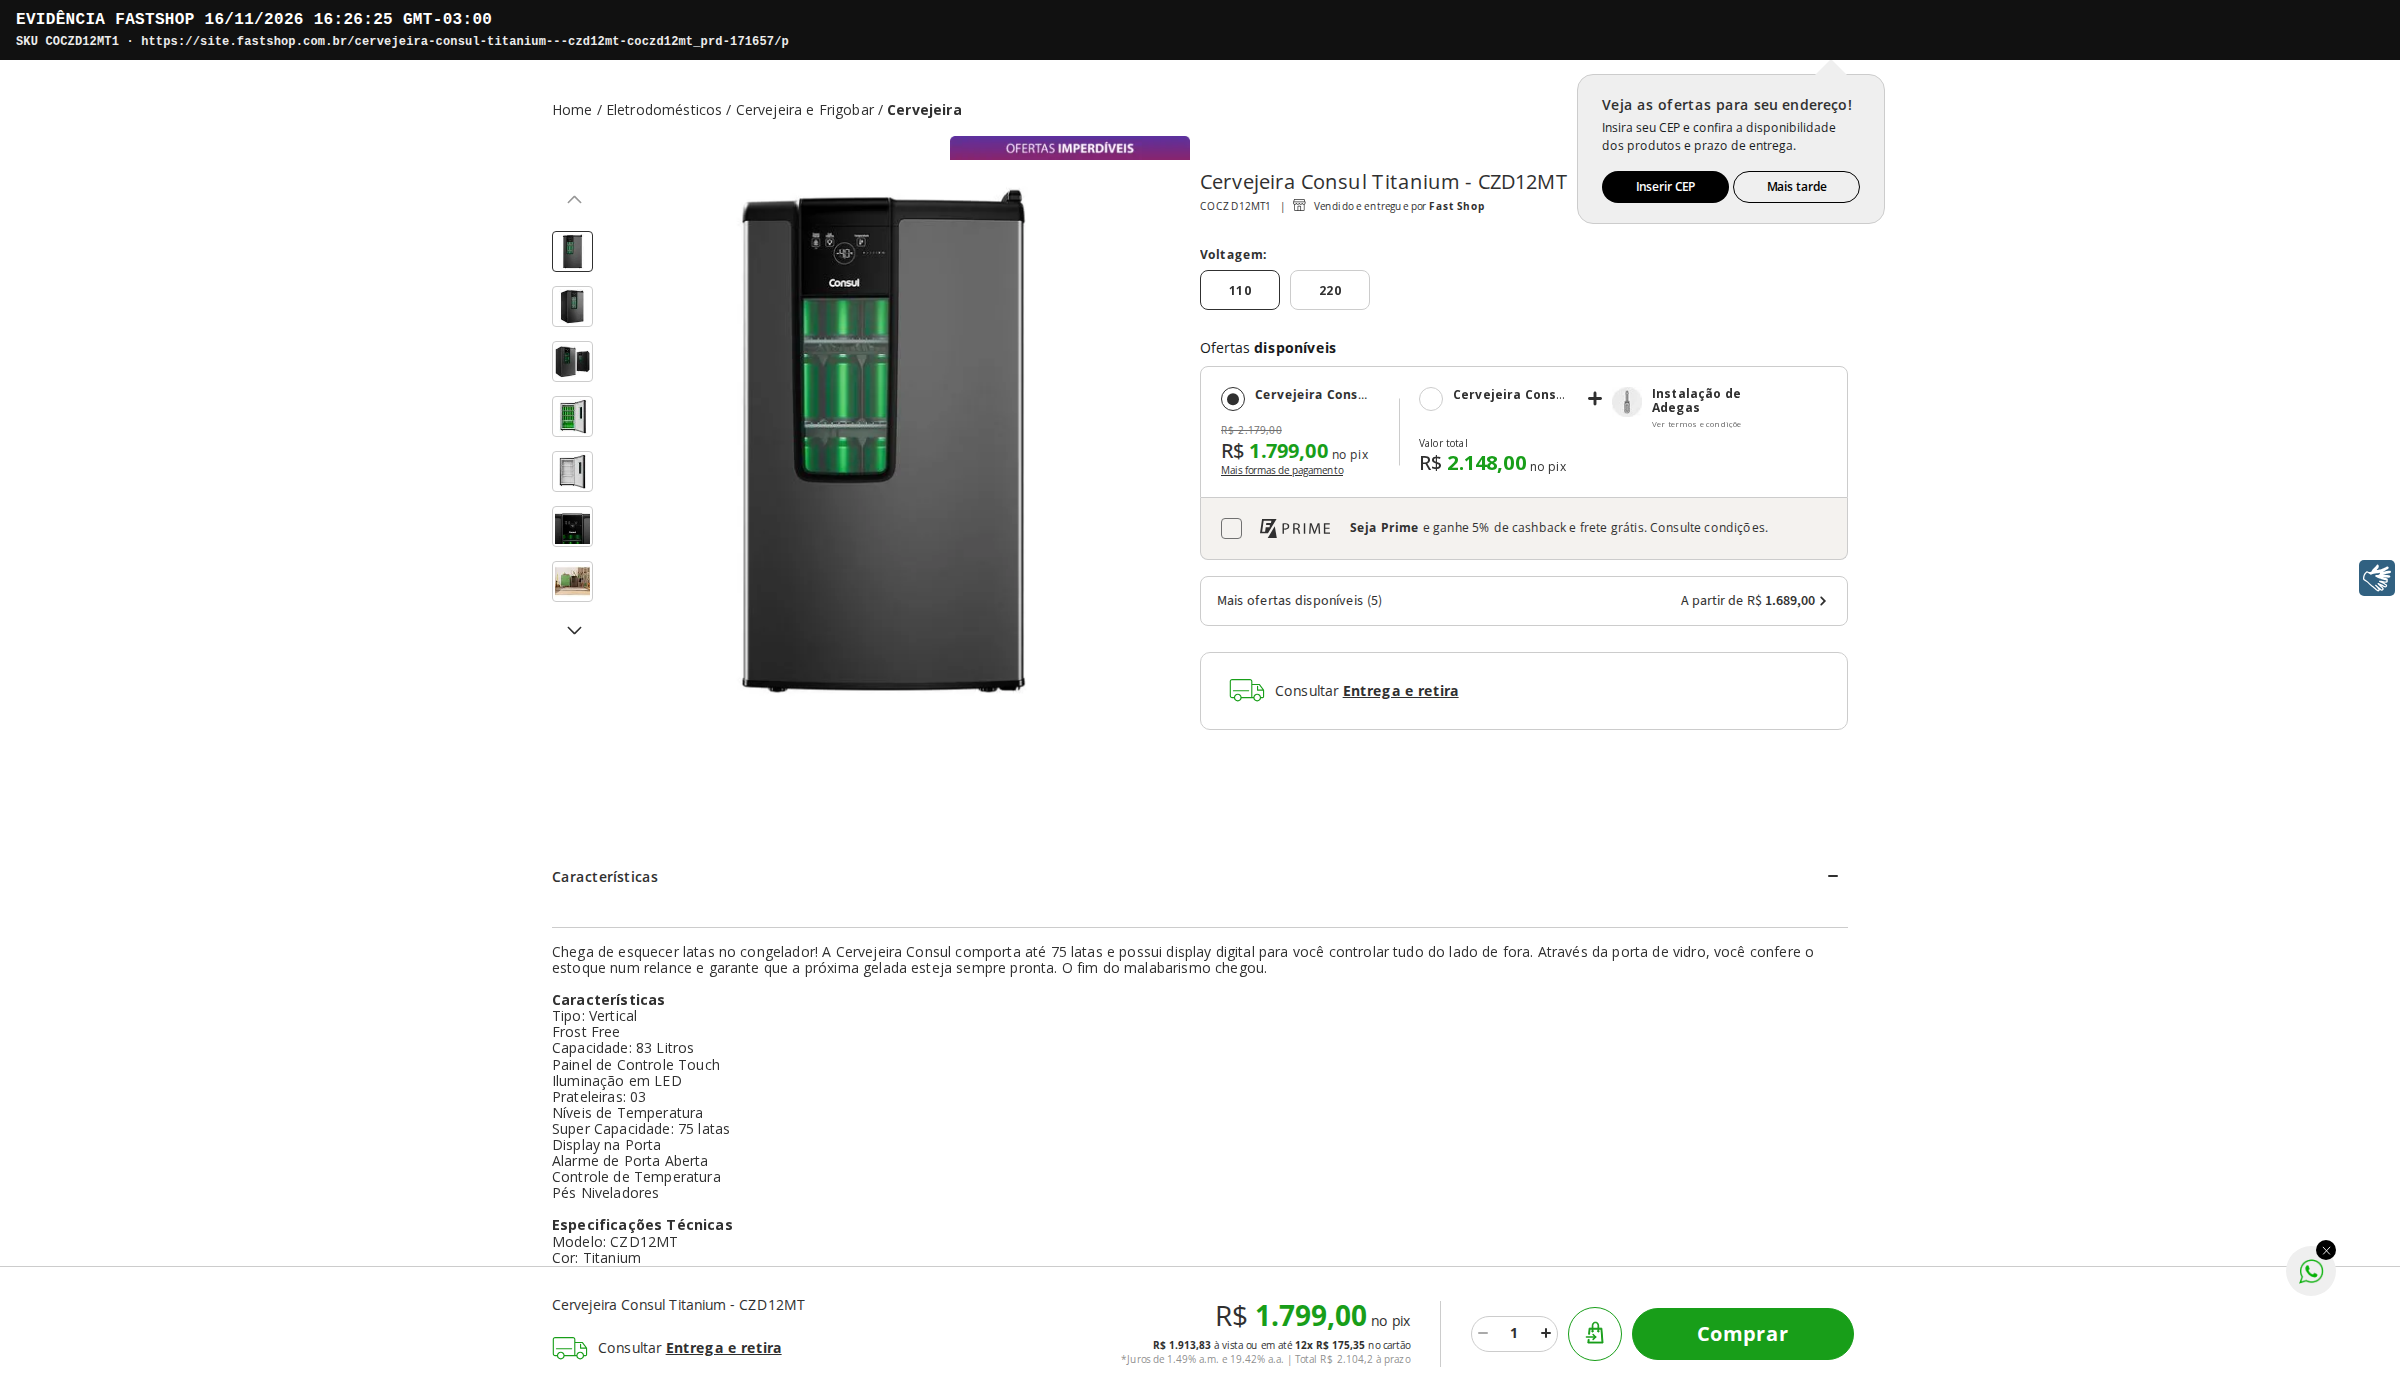 EVIDÊNCIA FASTSHOP 16/11/2026 16:26:25 GMT-03:00
SKU COCZD12MT1 · https://site.fastshop.com.br/cervejeira-consul-titanium---czd12mt-coczd12mt_prd-171657/p
Veja as ofertas para seu endereço!
Insira seu CEP e confira a disponibilidade
dos produtos e prazo de entrega.
Inserir CEP
Mais tarde
Home / Eletrodomésticos / Cervejeira e Frigobar / Cervejeira
OFERTAS IMPERDÍVEIS
Consul
Cervejeira Consul Titanium - CZD12MT
COCZD12MT1 | Vendido e entregue por Fast Shop
Voltagem:
110
220
Ofertas disponíveis
Cervejeira Cons...
R$ 2.179,00
R$ 1.799,00 no pix
Mais formas de pagamento
Cervejeira Cons...
Valor total
R$ 2.148,00 no pix
+
Instalação de
Adegas
Ver termos e condiçõe
PRIME
Seja Prime e ganhe 5% de cashback e frete grátis. Consulte condições.
Mais ofertas disponíveis (5)
A partir de R$ 1.689,00
Consultar Entrega e retira
Características
Chega de esquecer latas no congelador! A Cervejeira Consul comporta até 75 latas e possui display digital para você controlar tudo do lado de fora. Através da porta de vidro, você confere o
estoque num relance e garante que a próxima gelada esteja sempre pronta. O fim do malabarismo chegou.
Características
Tipo: Vertical
Frost Free
Capacidade: 83 Litros
Painel de Controle Touch
Iluminação em LED
Prateleiras: 03
Níveis de Temperatura
Super Capacidade: 75 latas
Display na Porta
Alarme de Porta Aberta
Controle de Temperatura
Pés Niveladores
Especificações Técnicas
Modelo: CZD12MT
Cor: Titanium
Cervejeira Consul Titanium - CZD12MT
Consultar Entrega e retira
R$ 1.799,00 no pix
R$ 1.913,83 à vista ou em até 12x R$ 175,35 no cartão
*Juros de 1.49% a.m. e 19.42% a.a. | Total R$ 2.104,2 à prazo
− 1 +
Comprar